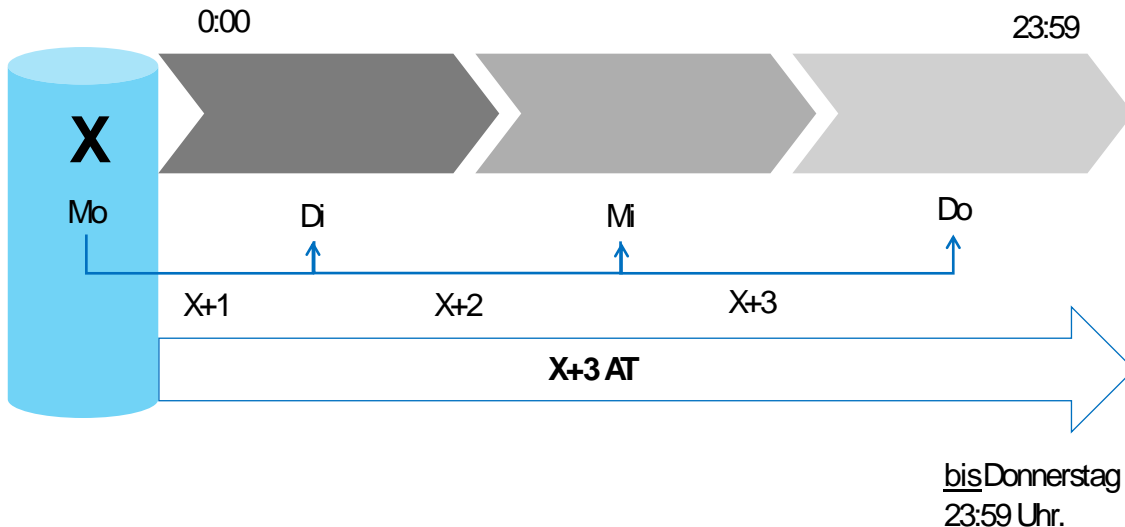 0:00
23:59
X
Mo
Di
Mi
Do
X+1
X+2
X+3
X+3 AT
bis Donnerstag
23:59 Uhr.